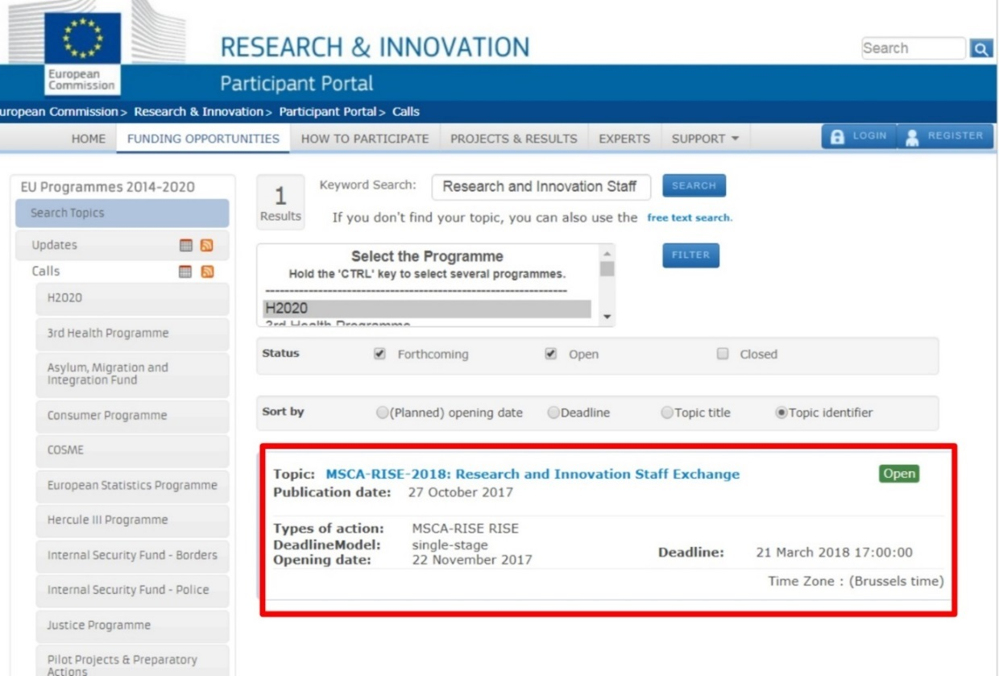 RESEARCH & INNOVATION
Search
European
Commission
Participant Portal
uropean Commission > Research & Innovation > Participant Portal > Calls
HOME FUNDING OPPORTUNITIES HOW TO PARTICIPATE PROJECTS & RESULTS EXPERTS SUPPORT LOGIN REGISTER
EU Programmes 2014-2020
Search Topics
Updates
Calls
H2020
3rd Health Programme
Asylum, Migration and
Integration Fund
Consumer Programme
COSME
European Statistics Programme
Hercule III Programme
Internal Security Fund - Borders
Internal Security Fund - Police
Justice Programme
Pilot Projects & Preparatory
Actions
1
Results
Keyword Search: Research and Innovation Staff SEARCH
If you don't find your topic, you can also use the free text search.
Select the Programme
Hold the 'CTRL' key to select several programmes.
----------------------------------------------------------------------
H2020
3rd Health Programme
FILTER
Status Forthcoming Open Closed
Sort by (Planned) opening date Deadline Topic title Topic identifier
Topic: MSCA-RISE-2018: Research and Innovation Staff Exchange Open
Publication date: 27 October 2017
Types of action: MSCA-RISE RISE
DeadlineModel: single-stage
Opening date: 22 November 2017 Deadline: 21 March 2018 17:00:00
Time Zone : (Brussels time)